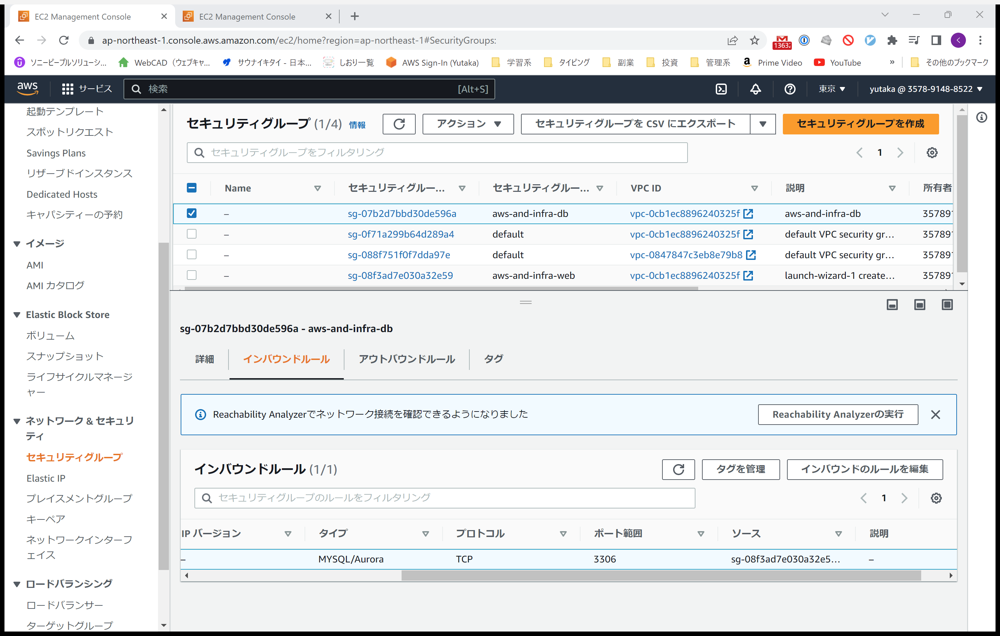 EC2 Management Console
EC2 Management Console
ap-northeast-1.console.aws.amazon.com/ec2/home?region=ap-northeast-1#SecurityGroups:
ソニーピープルソリューシ...
WebCAD（ウェブキャ...
サウナイキタイ - 日本...
しおり一覧
AWS Sign-In (Yutaka)
学習系
タイピング
副業
投資
管理系
Prime Video
YouTube
»
その他のブックマーク
aws
サービス
検索
[Alt+S]
東京
yutaka @ 3578-9148-8522
起動テンプレート
スポットリクエスト
Savings Plans
リザーブドインスタンス
Dedicated Hosts
キャパシティーの予約
イメージ
AMI
AMI カタログ
Elastic Block Store
ボリューム
スナップショット
ライフサイクルマネージ
ャー
ネットワーク & セキュリ
ティ
セキュリティグループ
Elastic IP
プレイスメントグループ
キーペア
ネットワークインターフ
ェイス
ロードバランシング
ロードバランサー
ターゲットグループ
セキュリティグループ (1/4) 情報
アクション
セキュリティグループを CSV にエクスポート
セキュリティグループを作成
セキュリティグループをフィルタリング
1
Name セキュリティグルー... セキュリティグルー... VPC ID 説明 所有者
– sg-07b2d7bbd30de596a aws-and-infra-db vpc-0cb1ec8896240325f aws-and-infra-db 35789
– sg-0f71a299b64d289a4 default vpc-0cb1ec8896240325f default VPC security gr... 35789
– sg-088f751f0f7dda97e default vpc-0847847c3eb8e79b8 default VPC security gr... 35789
– sg-08f3ad7e030a32e59 aws-and-infra-web vpc-0cb1ec8896240325f launch-wizard-1 create... 35789
sg-07b2d7bbd30de596a - aws-and-infra-db
詳細
インバウンドルール
アウトバウンドルール
タグ
Reachability Analyzerでネットワーク接続を確認できるようになりました
Reachability Analyzerの実行
インバウンドルール (1/1)
タグを管理
インバウンドのルールを編集
セキュリティグループのルールをフィルタリング
1
IP バージョン タイプ プロトコル ポート範囲 ソース 説明
– MYSQL/Aurora TCP 3306 sg-08f3ad7e030a32e5... –